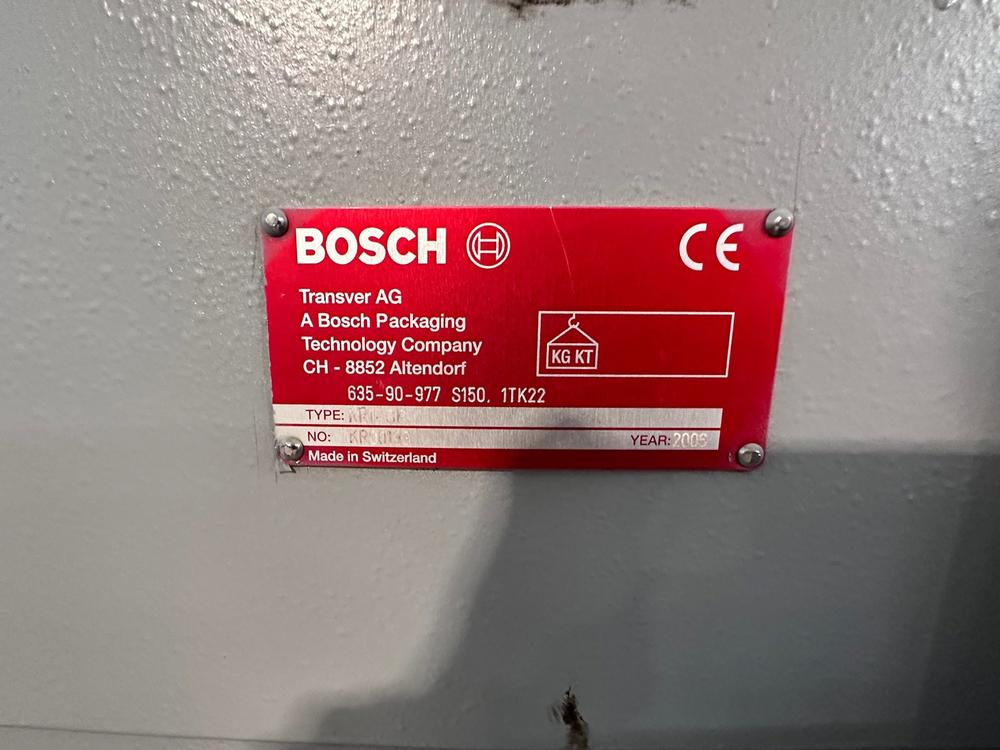 BOSCH
CE
Transver AG
A Bosch Packaging
Technology Company
CH - 8852 Altendorf
KG KT
635-90-977 S150. 1TK22
TYPE:
NO:
YEAR:
Made in Switzerland